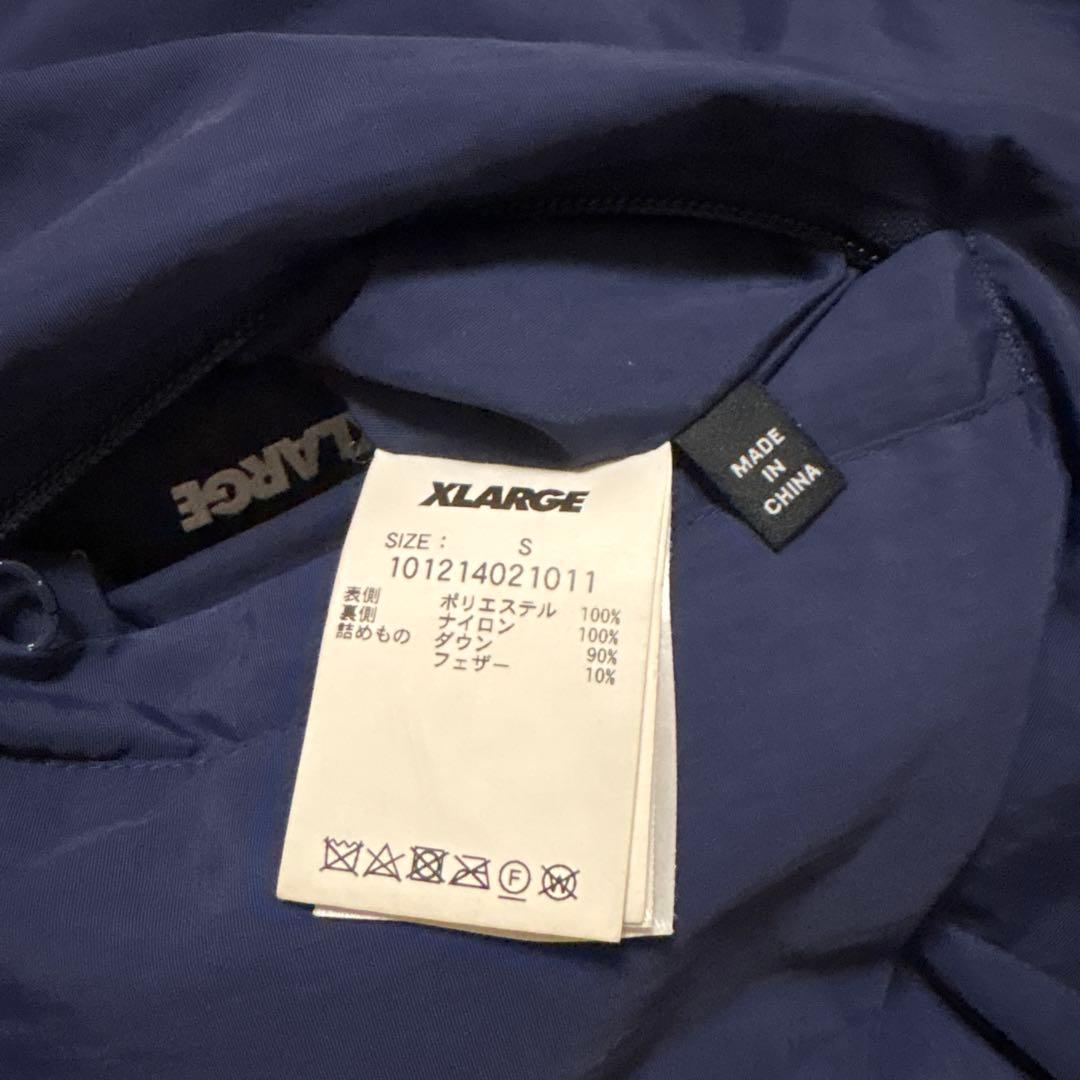 XLARGE
XLARGE
SIZE : S
101214021011
表側 ポリエステル 100%
裏側 ナイロン 100%
詰めもの ダウン 90%
フェザー 10%
F W
MADE
IN
CHINA